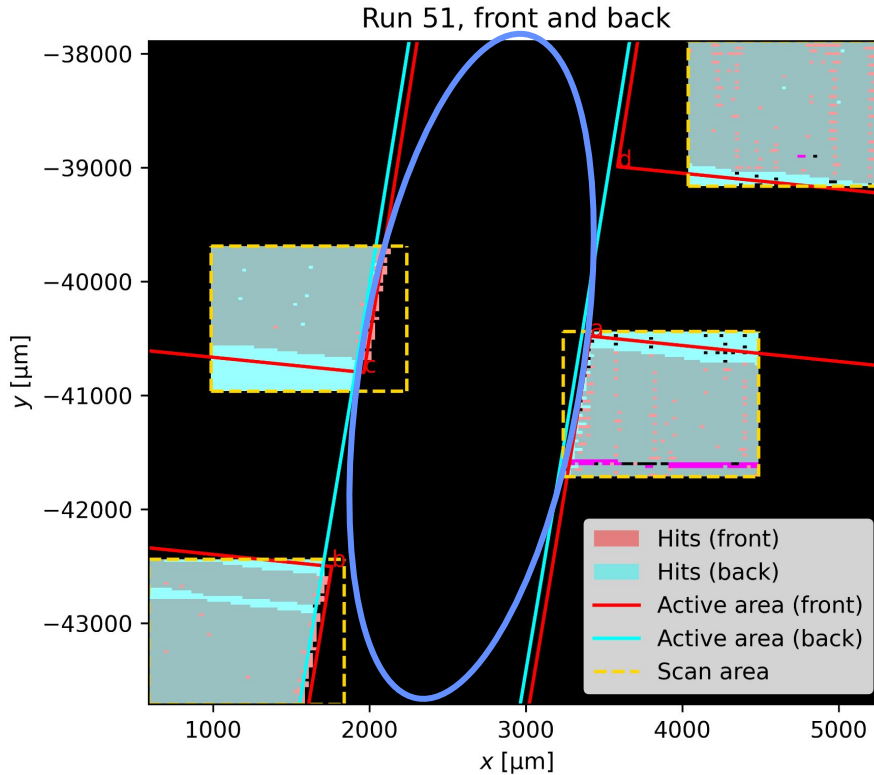 Run 51, front and back
−38000
−39000
−40000
−41000
−42000
−43000
y [µm]
d
a
c
b
Hits (front)
Hits (back)
Active area (front)
Active area (back)
Scan area
1000 2000 3000 4000 5000
x [µm]